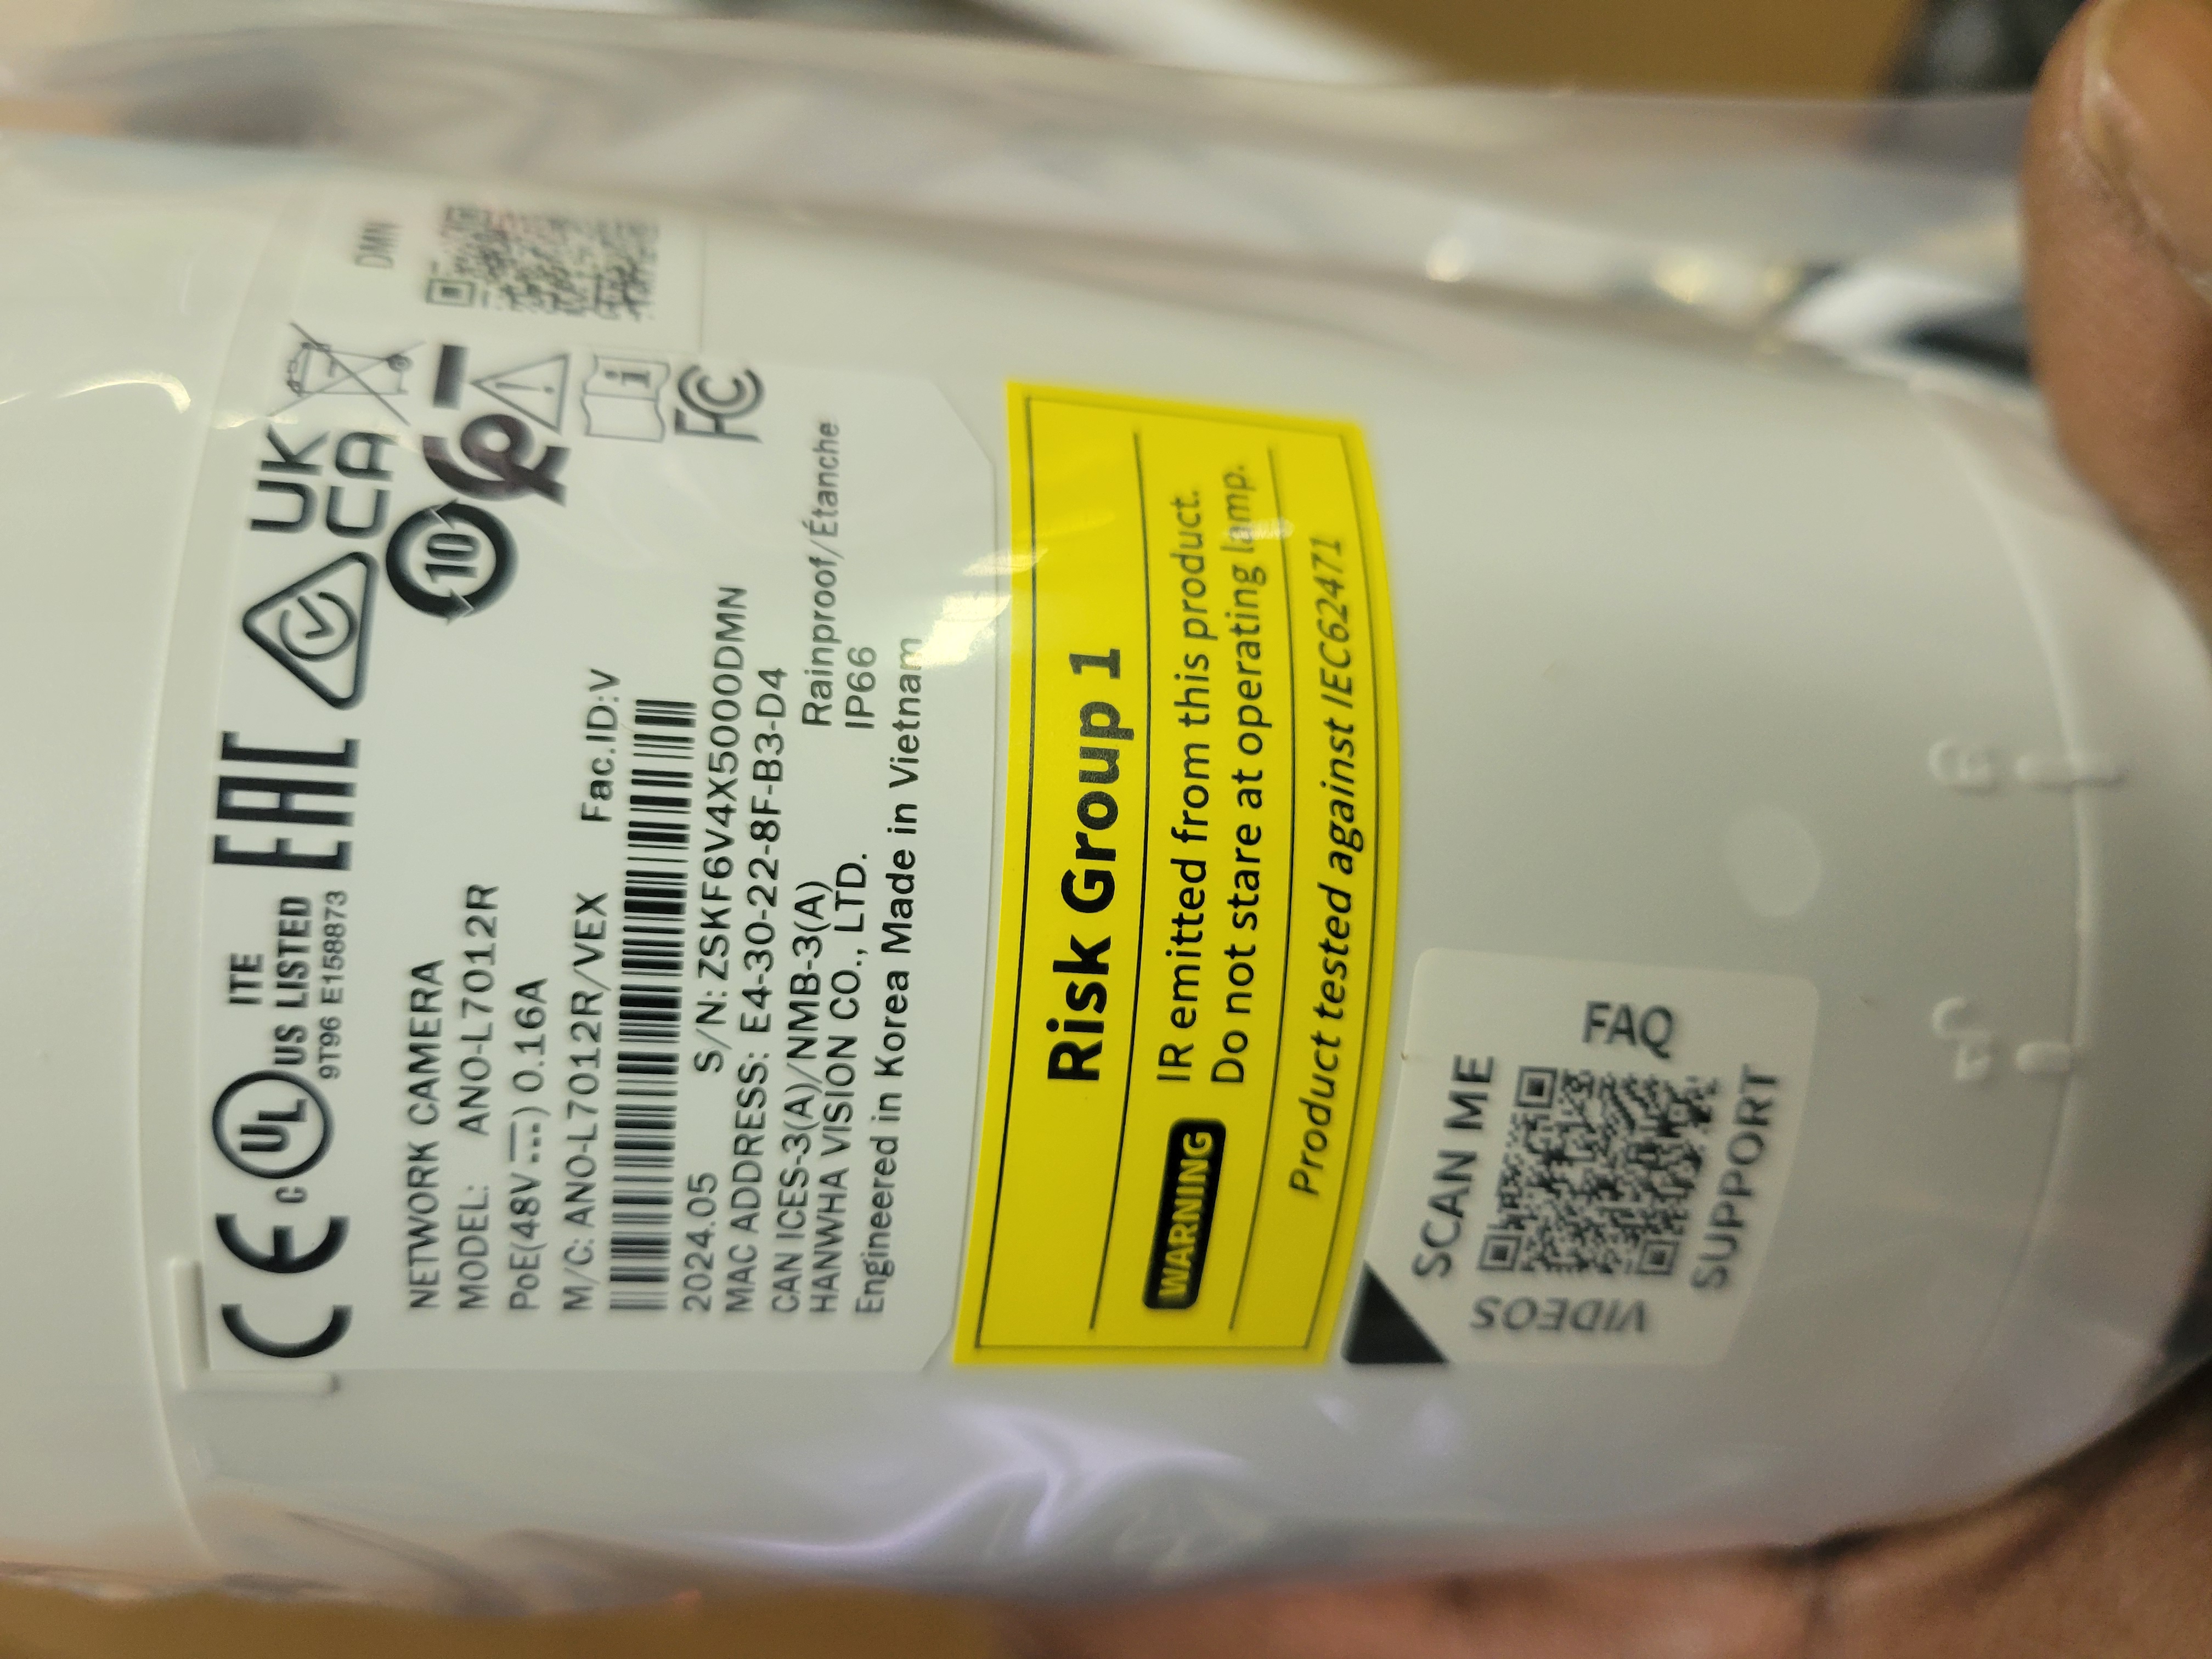 CE c UL US LISTED EAC UK CA
ITE
9T96 E158873
10
DMN
NETWORK CAMERA
MODEL: ANO-L7012R
PoE(48V⎓) 0.16A
M/C: ANO-L7012R/VEX Fac.ID:V
2024.05 S/N: ZSKF6V4X5000DMN
MAC ADDRESS: E4-30-22-8F-B3-D4
CAN ICES-3(A)/NMB-3(A) Rainproof/Étanche
HANWHA VISION CO., LTD. IP66
Engineered in Korea Made in Vietnam
FC
Risk Group 1
WARNING IR emitted from this product.
Do not stare at operating lamp.
Product tested against IEC62471
SCAN ME
VIDEOS
FAQ
SUPPORT